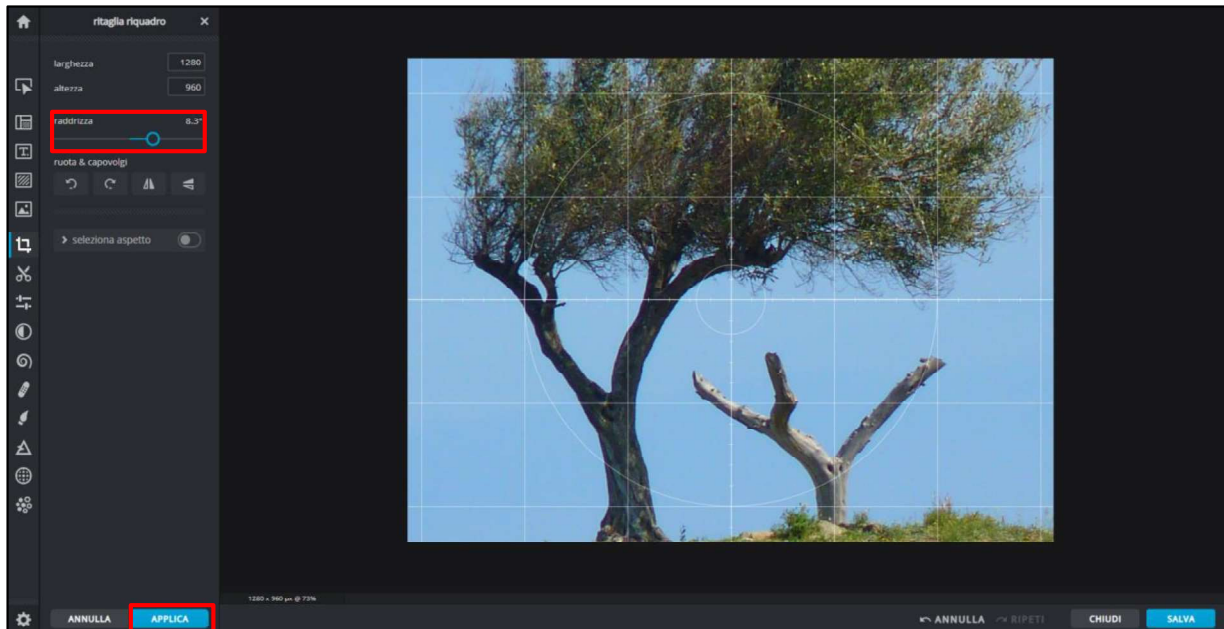 ritaglia riquadro
larghezza 1280
altezza 960
raddrizza 8.3°
ruota & capovolgi
seleziona aspetto
1280 x 960 px @ 75%
ANNULLA APPLICA
ANNULLA RIPETI CHIUDI SALVA